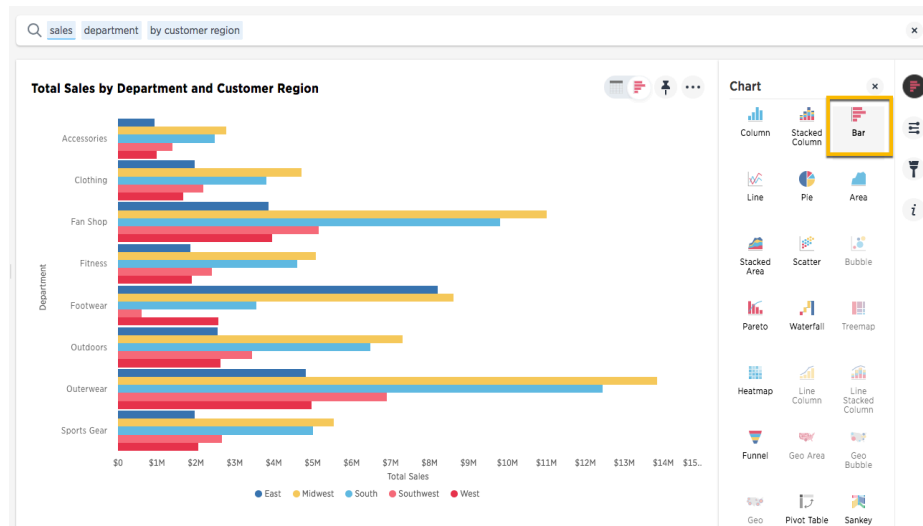 sales department by customer region
Total Sales by Department and Customer Region
Accessories
Clothing
Fan Shop
Fitness
Footwear
Outdoors
Outerwear
Sports Gear
Department
$0 $1M $2M $3M $4M $5M $6M $7M $8M $9M $10M $11M $12M $13M $14M $15..
Total Sales
East Midwest South Southwest West
Chart
Column Stacked Column Bar
Line Pie Area
Stacked Area Scatter Bubble
Pareto Waterfall Treemap
Heatmap Line Column Line Stacked Column
Funnel Geo Area Geo Bubble
Geo Pivot Table Sankey
i